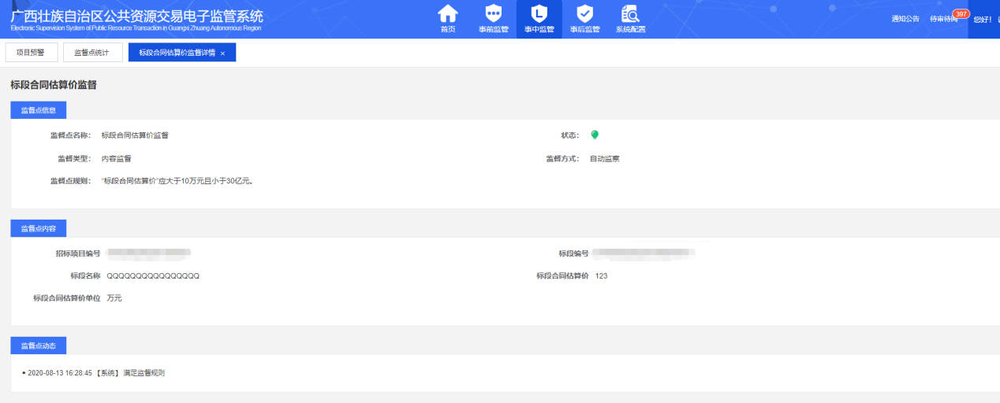 广西壮族自治区公共资源交易电子监管系统
Electronic Supervision System of Public Resource Transaction in Guangxi Zhuang Autonomous Region
首页 事前监管 事中监管 事后监管 系统配置
通知公告 待审待阅 397 您好!
项目预警 监督点统计 标段合同估算价监督详情 ×
标段合同估算价监督
监督点信息
监督点名称： 标段合同估算价监督 状态：
监督类型： 内容监督 监督方式： 自动监察
监督点规则： “标段合同估算价”应大于10万元且小于30亿元。
监督点内容
招标项目编号 标段编号
标段名称 QQQQQQQQQQQQQQQQ 标段合同估算价 123
标段合同估算价单位 万元
监督点动态
2020-08-13 16:28:45 【系统】 满足监督规则